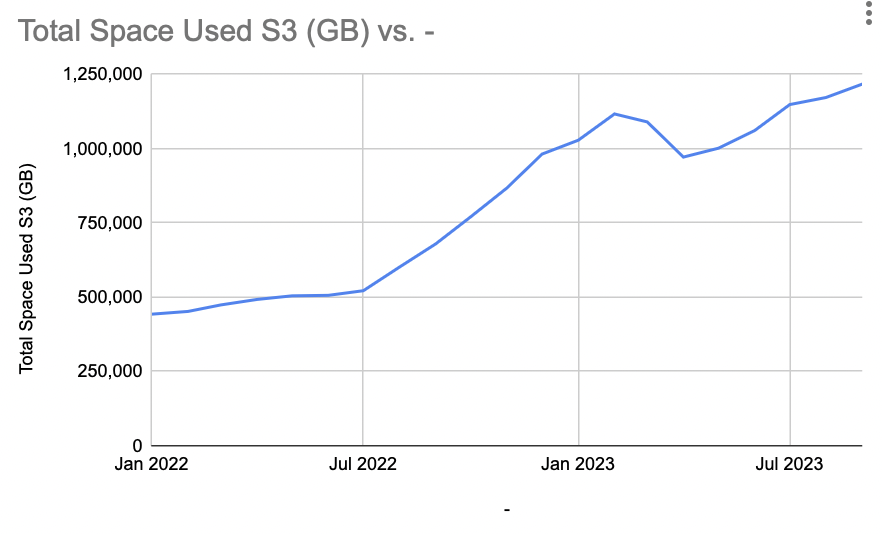 Total Space Used S3 (GB) vs. -
Total Space Used S3 (GB)
1,250,000
1,000,000
750,000
500,000
250,000
0
Jan 2022
Jul 2022
Jan 2023
Jul 2023
-